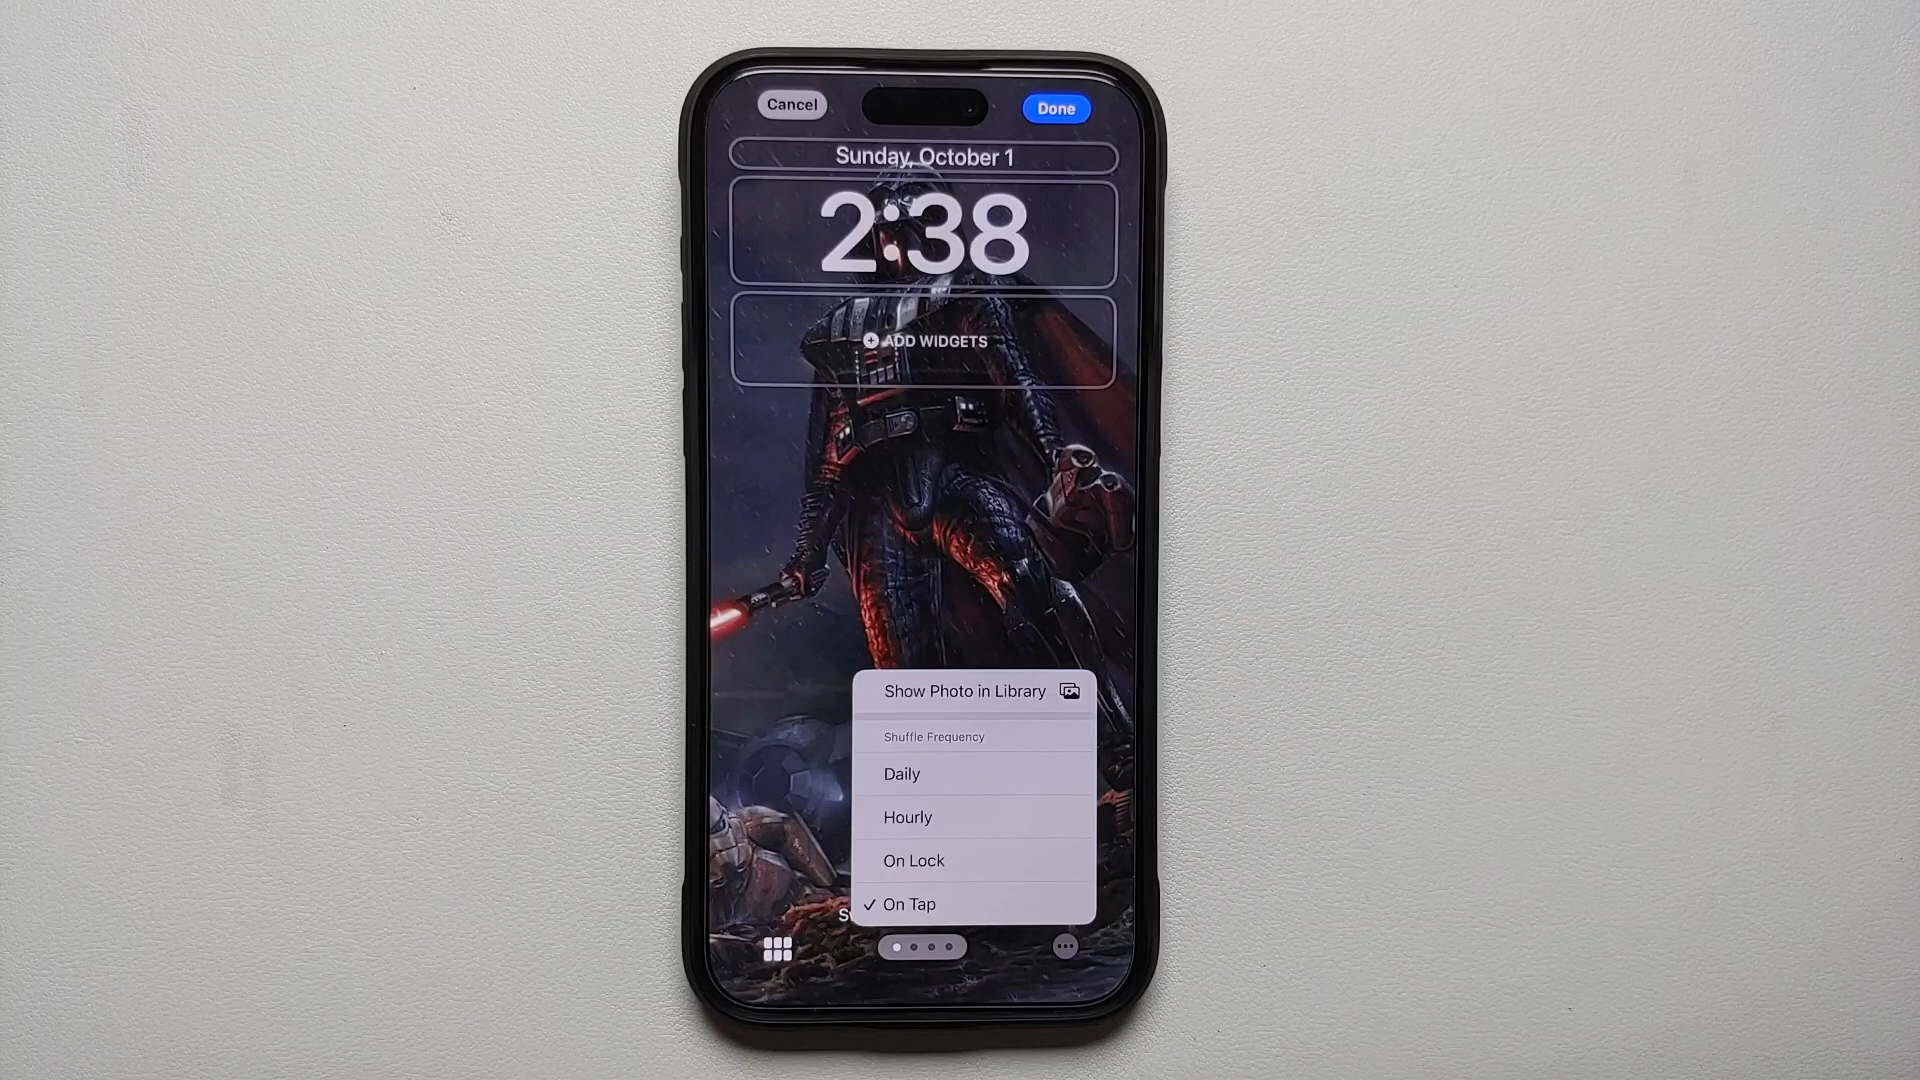 Cancel
Done
Sunday, October 1
2:38
ADD WIDGETS
Show Photo in Library
Shuffle Frequency
Daily
Hourly
On Lock
On Tap